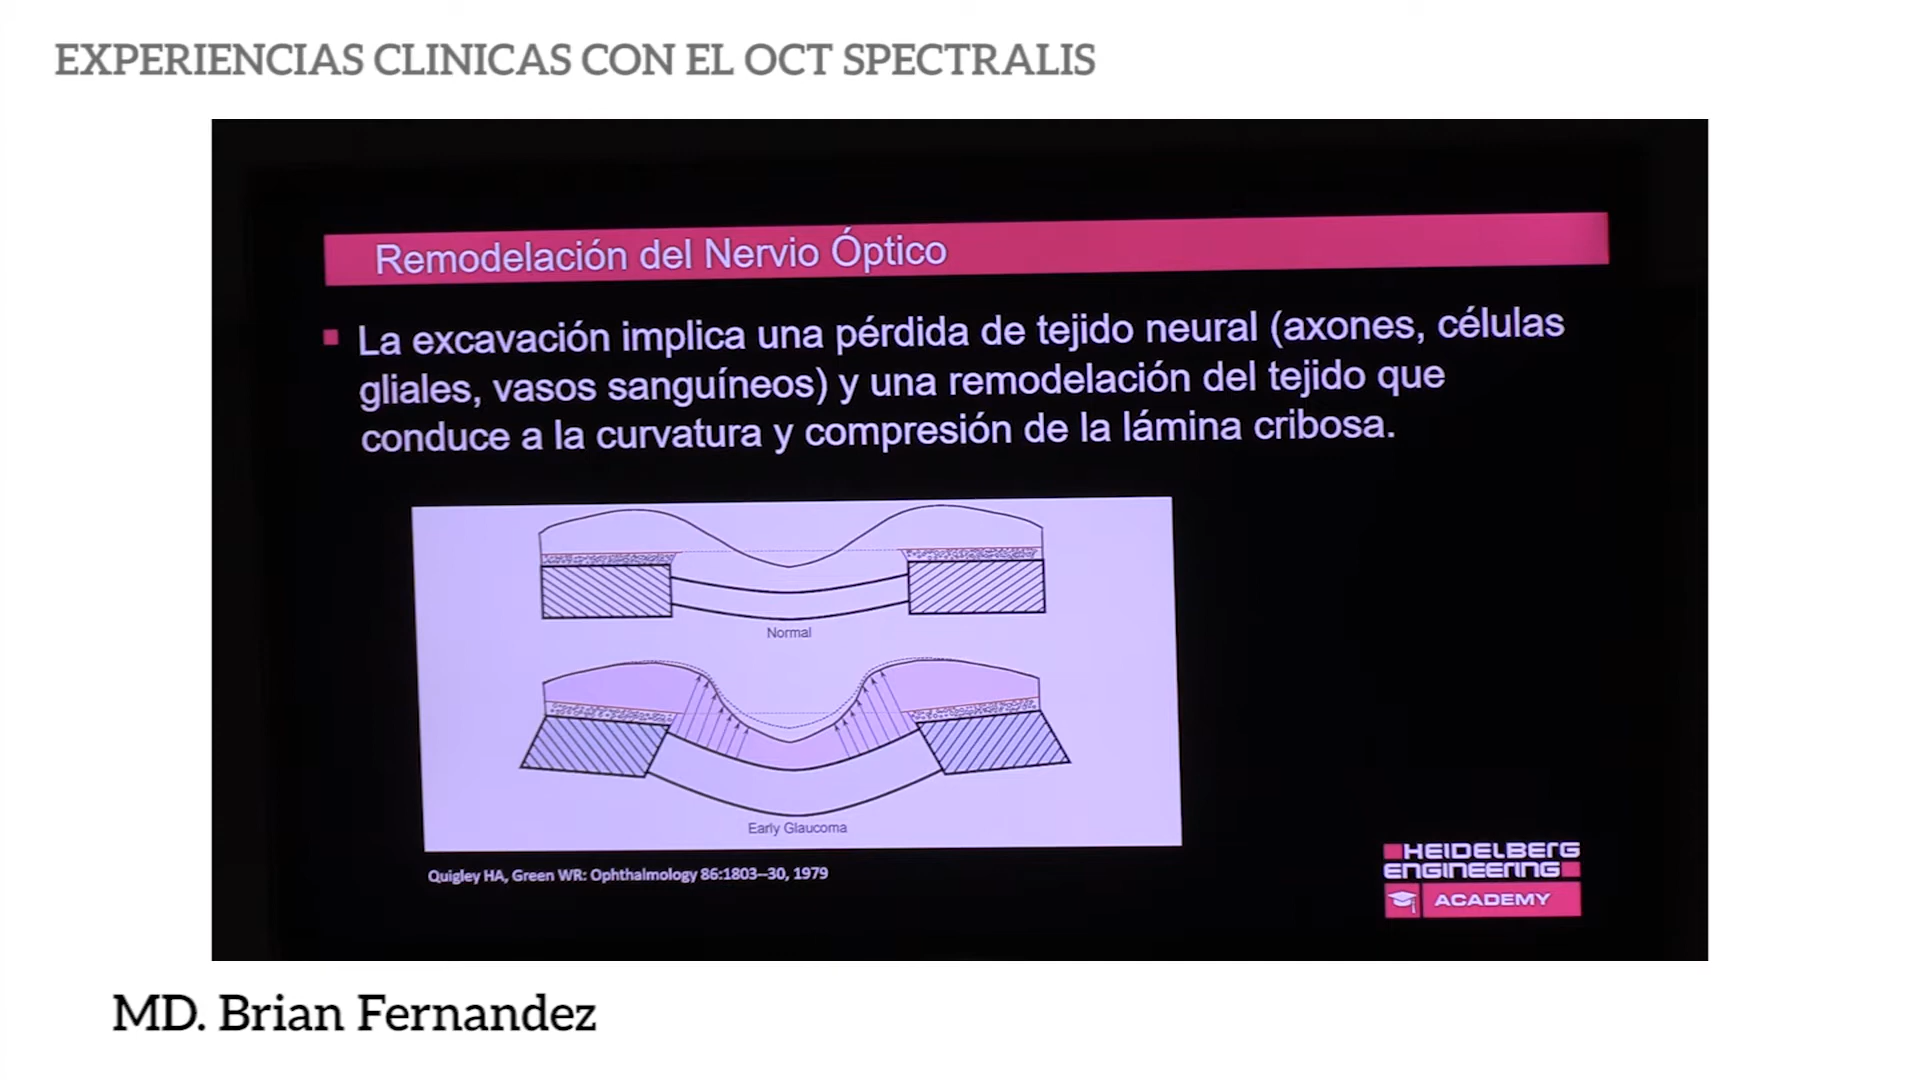 EXPERIENCIAS CLINICAS CON EL OCT SPECTRALIS
Remodelación del Nervio Óptico
La excavación implica una pérdida de tejido neural (axones, células
gliales, vasos sanguíneos) y una remodelación del tejido que
conduce a la curvatura y compresión de la lámina cribosa.
Normal
Early Glaucoma
Quigley HA, Green WR: Ophthalmology 86:1803--30, 1979
HEIDELBERG
ENGINEERING
ACADEMY
MD. Brian Fernandez